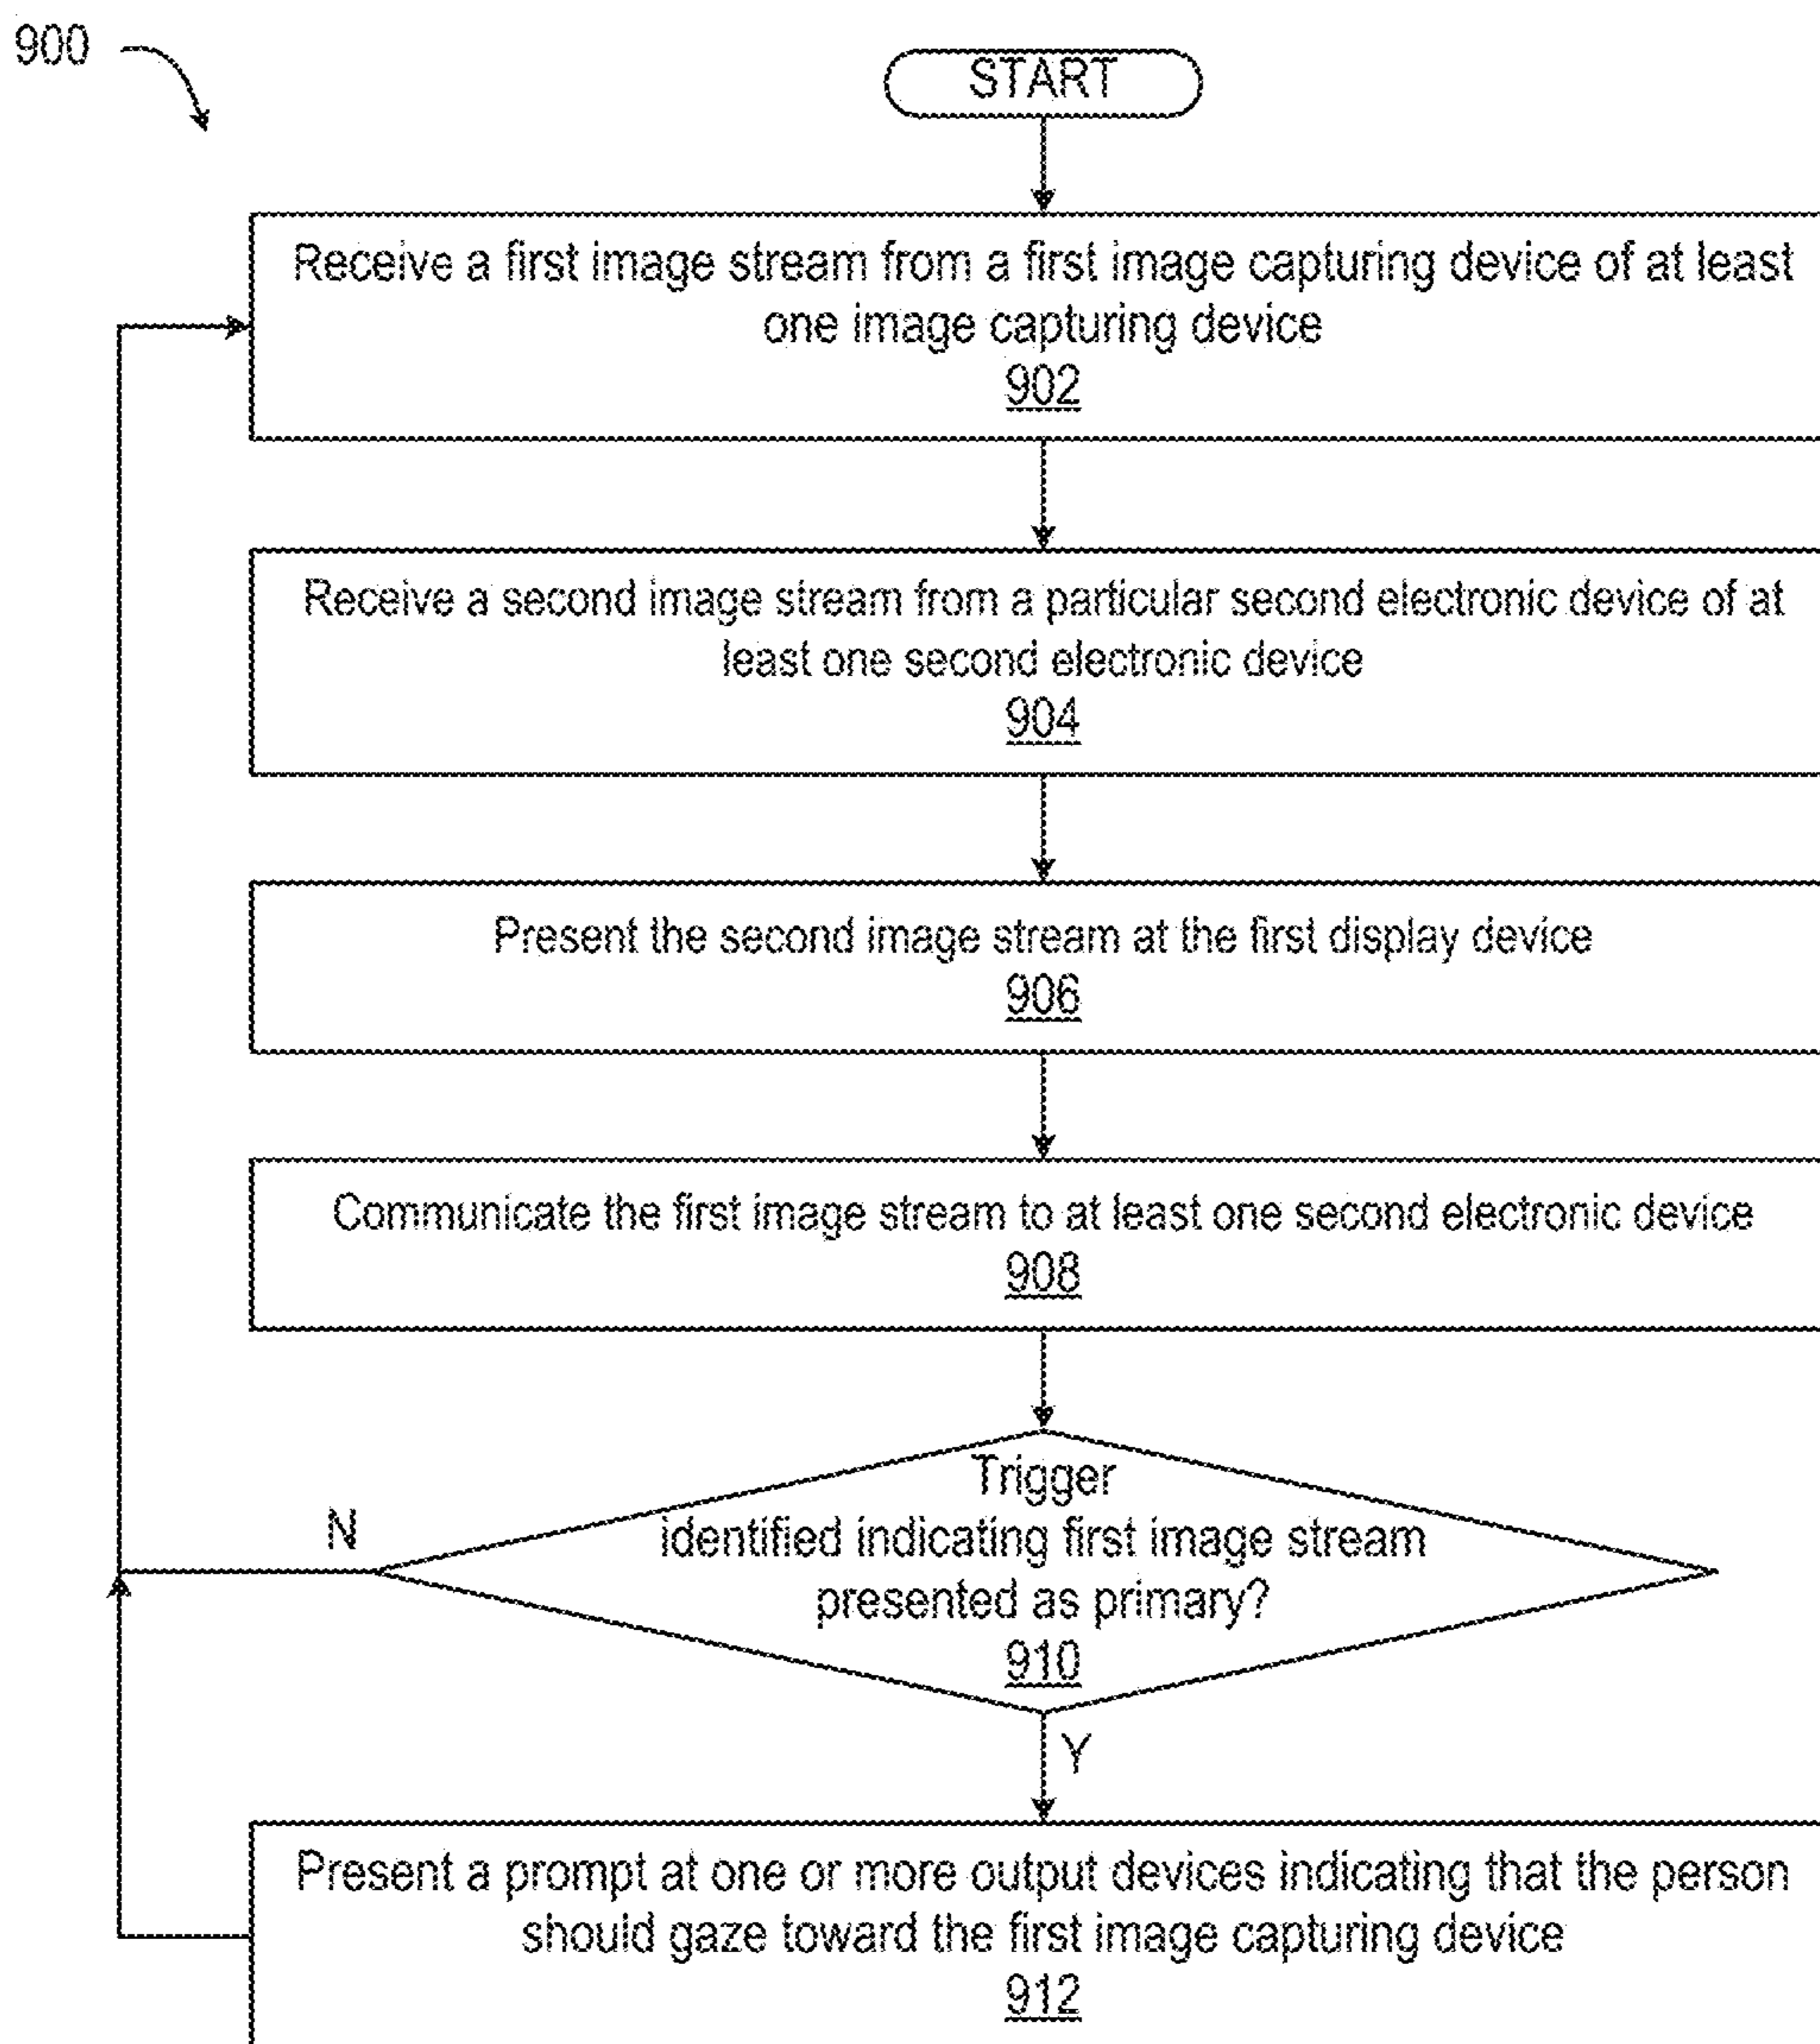 900
START
Receive a first image stream from a first image capturing device of at least
one image capturing device
902
Receive a second image stream from a particular second electronic device of at
least one second electronic device
904
Present the second image stream at the first display device
906
Communicate the first image stream to at least one second electronic device
908
Trigger
identified indicating first image stream
presented as primary?
910
N
Y
Present a prompt at one or more output devices indicating that the person
should gaze toward the first image capturing device
912